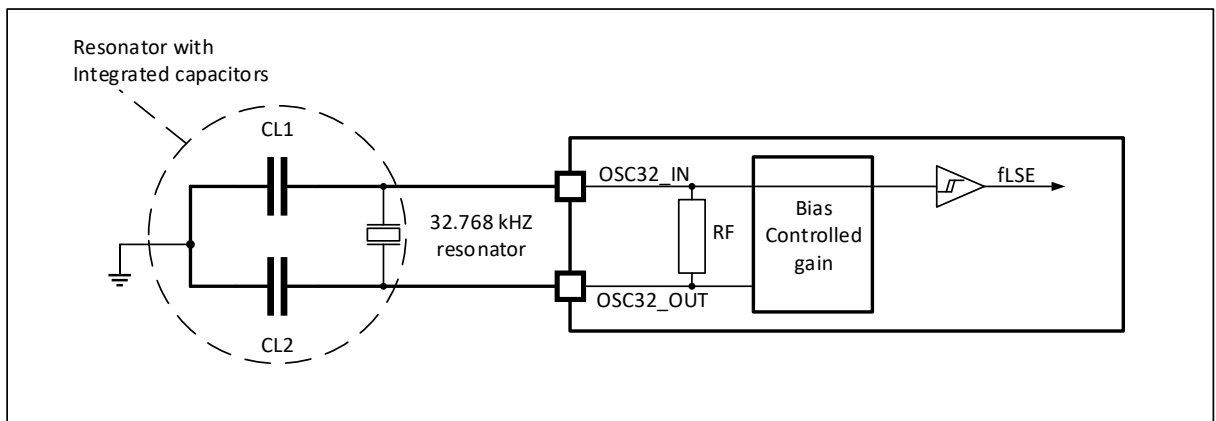 Resonator with
Integrated capacitors
CL1
OSC32_IN
fLSE
32.768 kHZ
resonator
RF
Bias
Controlled
gain
OSC32_OUT
CL2